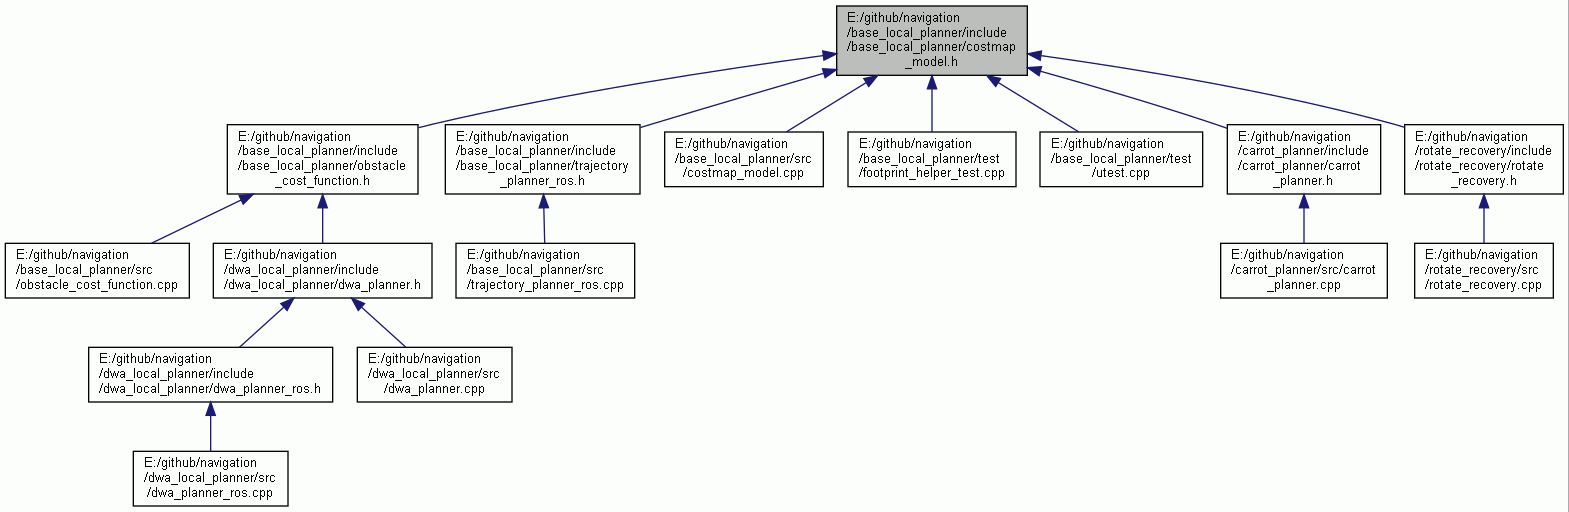 E:/github/navigation
/base_local_planner/include
/base_local_planner/costmap
_model.h
E:/github/navigation
/base_local_planner/include
/base_local_planner/obstacle
_cost_function.h
E:/github/navigation
/base_local_planner/include
/base_local_planner/trajectory
_planner_ros.h
E:/github/navigation
/base_local_planner/src
/costmap_model.cpp
E:/github/navigation
/base_local_planner/test
/footprint_helper_test.cpp
E:/github/navigation
/base_local_planner/test
/utest.cpp
E:/github/navigation
/carrot_planner/include
/carrot_planner/carrot
_planner.h
E:/github/navigation
/rotate_recovery/include
/rotate_recovery/rotate
_recovery.h
E:/github/navigation
/base_local_planner/src
/obstacle_cost_function.cpp
E:/github/navigation
/dwa_local_planner/include
/dwa_local_planner/dwa_planner.h
E:/github/navigation
/base_local_planner/src
/trajectory_planner_ros.cpp
E:/github/navigation
/carrot_planner/src/carrot
_planner.cpp
E:/github/navigation
/rotate_recovery/src
/rotate_recovery.cpp
E:/github/navigation
/dwa_local_planner/include
/dwa_local_planner/dwa_planner_ros.h
E:/github/navigation
/dwa_local_planner/src
/dwa_planner.cpp
E:/github/navigation
/dwa_local_planner/src
/dwa_planner_ros.cpp